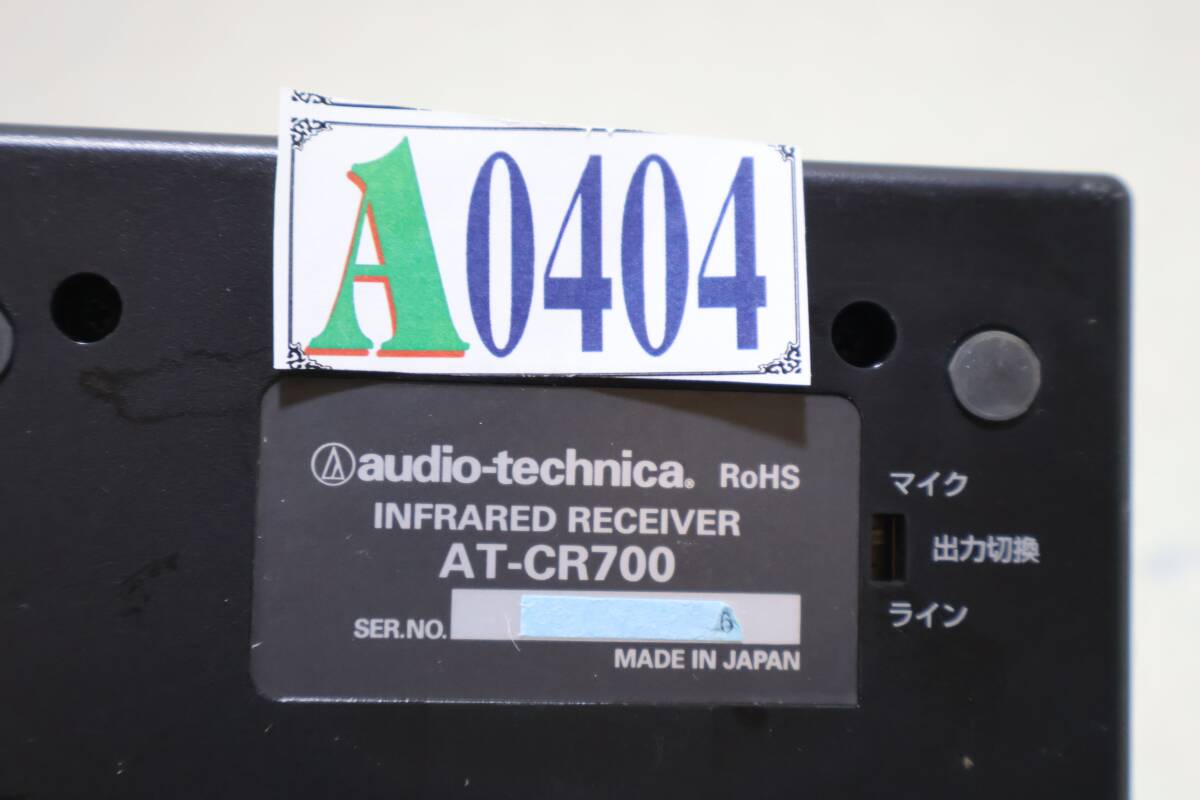 A0404
audio-technica® RoHS
INFRARED RECEIVER
AT-CR700
SER.NO. 6
MADE IN JAPAN
マイク
出力切換
ライン